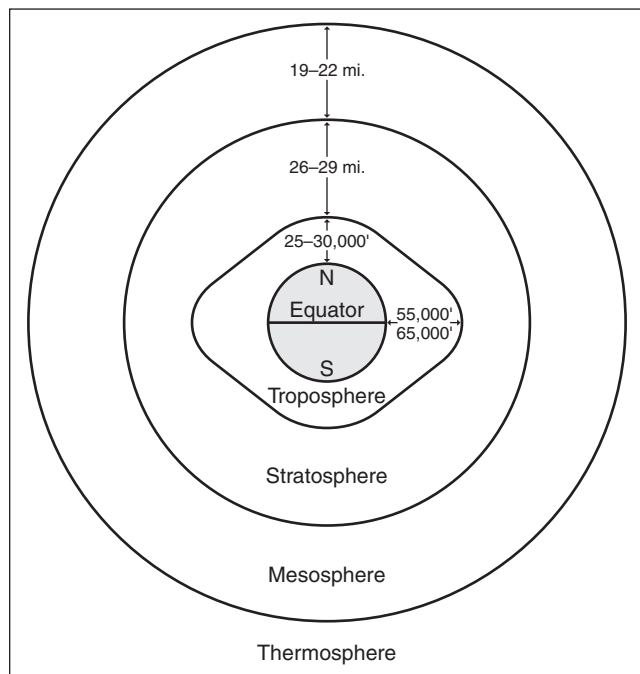 19–22 mi.
26–29 mi.
25–30,000'
N
Equator
55,000'
65,000'
S
Troposphere
Stratosphere
Mesosphere
Thermosphere